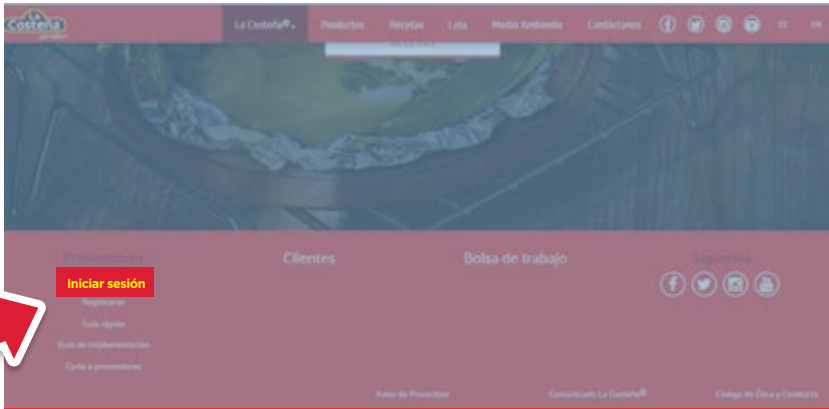 La Costeña
La Costeña®
Productos
Recetas
Lata
Medio Ambiente
Contáctanos
ES
EN
Proveedores
Clientes
Bolsa de trabajo
Síguenos
Iniciar sesión
Registrarse
Guía rápida
Guía de implementación
Carta a proveedores
Aviso de Privacidad
Comunicado La Costeña®
Código de Ética y Conducta